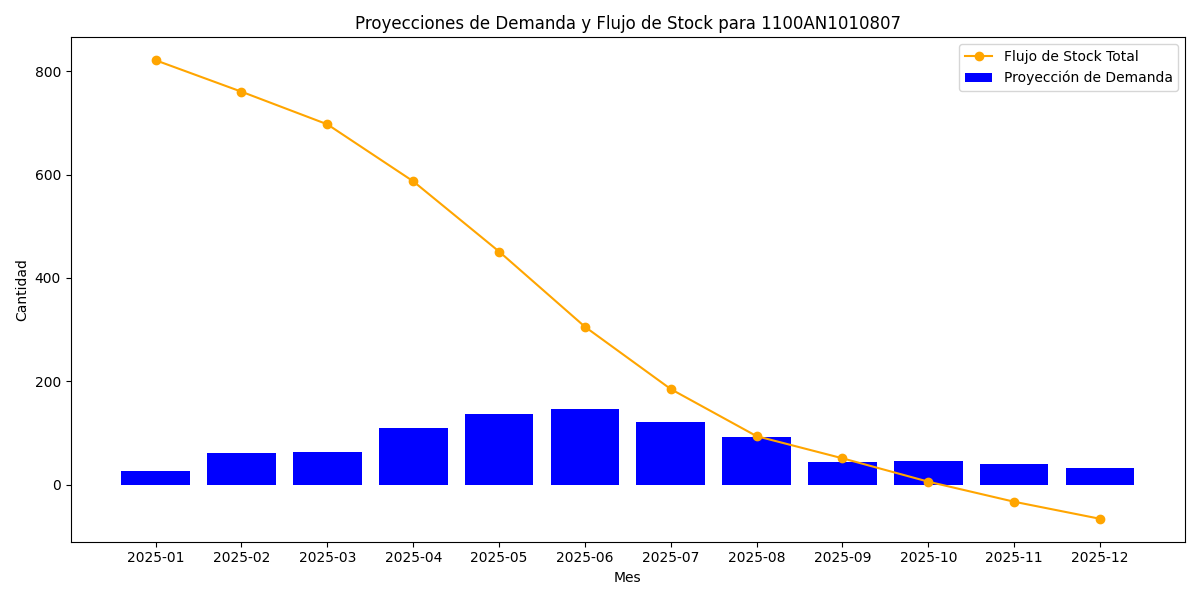 Proyecciones de Demanda y Flujo de Stock para 1100AN1010807
Flujo de Stock Total
Proyección de Demanda
Cantidad
800
600
400
200
0
2025-01 2025-02 2025-03 2025-04 2025-05 2025-06 2025-07 2025-08 2025-09 2025-10 2025-11 2025-12
Mes